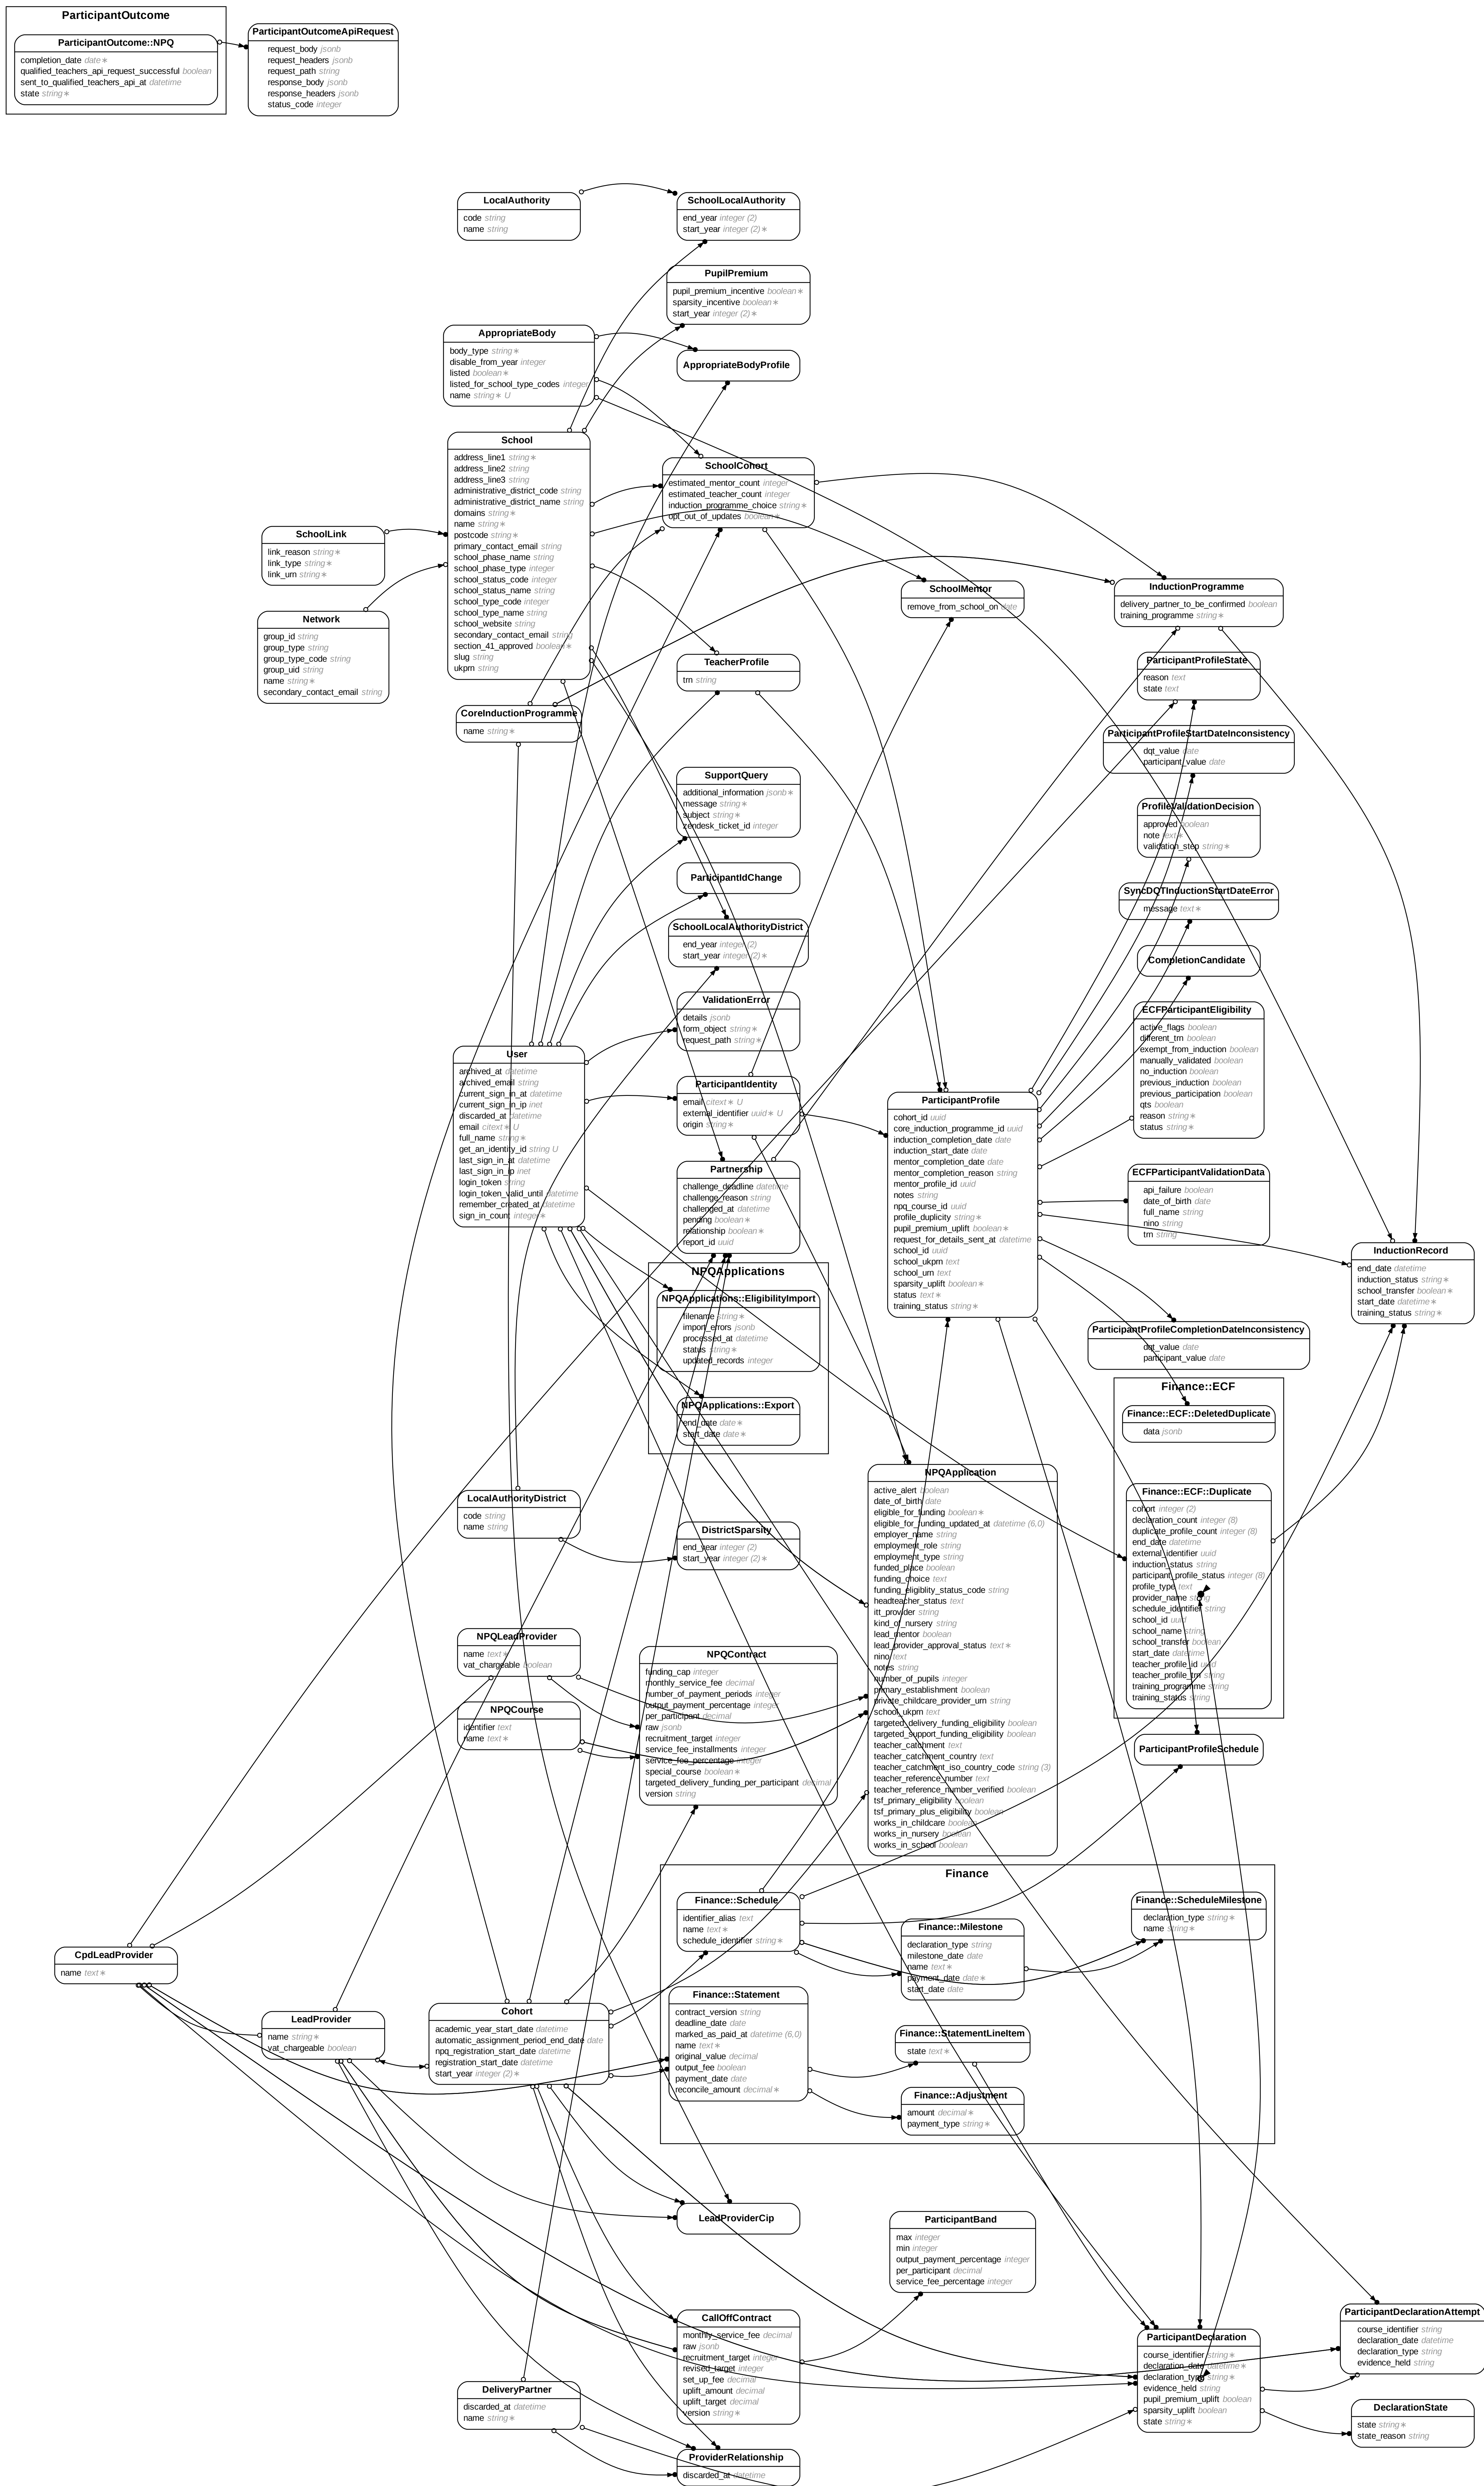 ParticipantOutcome
ParticipantOutcome::NPQ
completion_date date ∗
qualified_teachers_api_request_successful boolean
sent_to_qualified_teachers_api_at datetime
state string ∗
ParticipantOutcomeApiRequest
request_body jsonb
request_headers jsonb
request_path string
response_body jsonb
response_headers jsonb
status_code integer
LocalAuthority
code string
name string
SchoolLocalAuthority
end_year integer (2)
start_year integer (2) ∗
PupilPremium
pupil_premium_incentive boolean ∗
sparsity_incentive boolean ∗
start_year integer (2) ∗
AppropriateBody
body_type string ∗
disable_from_year integer
listed boolean ∗
listed_for_school_type_codes integer
name string ∗ U
AppropriateBodyProfile
School
address_line1 string ∗
address_line2 string
address_line3 string
administrative_district_code string
administrative_district_name string
domains string ∗
name string ∗
postcode string ∗
primary_contact_email string
school_phase_name string
school_phase_type integer
school_status_code integer
school_status_name string
school_type_code integer
school_type_name string
school_website string
secondary_contact_email string
section_41_approved boolean ∗
slug string
ukprn string
SchoolCohort
estimated_mentor_count integer
estimated_teacher_count integer
induction_programme_choice string ∗
opt_out_of_updates boolean ∗
SchoolLink
link_reason string ∗
link_type string ∗
link_urn string ∗
Network
group_id string
group_type string
group_type_code string
group_uid string
name string ∗
secondary_contact_email string
SchoolMentor
remove_from_school_on date
InductionProgramme
delivery_partner_to_be_confirmed boolean
training_programme string ∗
TeacherProfile
trn string
ParticipantProfileState
reason text
state text
CoreInductionProgramme
name string ∗
ParticipantProfileStartDateInconsistency
dqt_value date
participant_value date
SupportQuery
additional_information jsonb ∗
message string ∗
subject string ∗
zendesk_ticket_id integer
ProfileValidationDecision
approved boolean
note text ∗
validation_step string ∗
ParticipantIdChange
SyncDQTInductionStartDateError
message text ∗
SchoolLocalAuthorityDistrict
end_year integer (2)
start_year integer (2) ∗
CompletionCandidate
ValidationError
details jsonb
form_object string ∗
request_path string ∗
ECFParticipantEligibility
active_flags boolean
different_trn boolean
exempt_from_induction boolean
manually_validated boolean
no_induction boolean
previous_induction boolean
previous_participation boolean
qts boolean
reason string ∗
status string ∗
User
archived_at datetime
archived_email string
current_sign_in_at datetime
current_sign_in_ip inet
discarded_at datetime
email citext ∗ U
full_name string ∗
get_an_identity_id string U
last_sign_in_at datetime
last_sign_in_ip inet
login_token string
login_token_valid_until datetime
remember_created_at datetime
sign_in_count integer ∗
ParticipantIdentity
email citext ∗ U
external_identifier uuid ∗ U
origin string ∗
ParticipantProfile
cohort_id uuid
core_induction_programme_id uuid
induction_completion_date date
induction_start_date date
mentor_completion_date date
mentor_completion_reason string
mentor_profile_id uuid
notes string
npq_course_id uuid
profile_duplicity string ∗
pupil_premium_uplift boolean ∗
request_for_details_sent_at datetime
school_id uuid
school_ukprn text
school_urn text
sparsity_uplift boolean ∗
status text ∗
training_status string ∗
Partnership
challenge_deadline datetime
challenge_reason string
challenged_at datetime
pending boolean ∗
relationship boolean ∗
report_id uuid
ECFParticipantValidationData
api_failure boolean
date_of_birth date
full_name string
nino string
trn string
InductionRecord
end_date datetime
induction_status string ∗
school_transfer boolean ∗
start_date datetime ∗
training_status string ∗
NPQApplications
NPQApplications::EligibilityImport
filename string ∗
import_errors jsonb
processed_at datetime
status string ∗
updated_records integer
NPQApplications::Export
end_date date ∗
start_date date ∗
ParticipantProfileCompletionDateInconsistency
dqt_value date
participant_value date
Finance::ECF
Finance::ECF::DeletedDuplicate
data jsonb
Finance::ECF::Duplicate
cohort integer (2)
declaration_count integer (8)
duplicate_profile_count integer (8)
end_date datetime
external_identifier uuid
induction_status string
participant_profile_status integer (8)
profile_type text
provider_name string
schedule_identifier string
school_id uuid
school_name string
school_transfer boolean
start_date datetime
teacher_profile_id uuid
teacher_profile_trn string
training_programme string
training_status string
NPQApplication
active_alert boolean
date_of_birth date
eligible_for_funding boolean ∗
eligible_for_funding_updated_at datetime (6,0)
employer_name string
employment_role string
employment_type string
funded_place boolean
funding_choice text
funding_eligiblity_status_code string
headteacher_status text
itt_provider string
kind_of_nursery string
lead_mentor boolean
lead_provider_approval_status text ∗
nino text
notes string
number_of_pupils integer
primary_establishment boolean
private_childcare_provider_urn string
school_ukprn text
targeted_delivery_funding_eligibility boolean
targeted_support_funding_eligibility boolean
teacher_catchment text
teacher_catchment_country text
teacher_catchment_iso_country_code string (3)
teacher_reference_number text
teacher_reference_number_verified boolean
tsf_primary_eligibility boolean
tsf_primary_plus_eligibility boolean
works_in_childcare boolean
works_in_nursery boolean
works_in_school boolean
LocalAuthorityDistrict
code string
name string
DistrictSparsity
end_year integer (2)
start_year integer (2) ∗
NPQLeadProvider
name text ∗
vat_chargeable boolean
NPQCourse
identifier text
name text ∗
NPQContract
funding_cap integer
monthly_service_fee decimal
number_of_payment_periods integer
output_payment_percentage integer
per_participant decimal
raw jsonb
recruitment_target integer
service_fee_installments integer
service_fee_percentage integer
special_course boolean ∗
targeted_delivery_funding_per_participant decimal
version string
ParticipantProfileSchedule
Finance
Finance::Schedule
identifier_alias text
name text ∗
schedule_identifier string ∗
Finance::Milestone
declaration_type string
milestone_date date
name text ∗
payment_date date ∗
start_date date
Finance::ScheduleMilestone
declaration_type string ∗
name string ∗
Finance::Statement
contract_version string
deadline_date date
marked_as_paid_at datetime (6,0)
name text ∗
original_value decimal
output_fee boolean
payment_date date
reconcile_amount decimal ∗
Finance::StatementLineItem
state text ∗
Finance::Adjustment
amount decimal ∗
payment_type string ∗
CpdLeadProvider
name text ∗
LeadProvider
name string ∗
vat_chargeable boolean
Cohort
academic_year_start_date datetime
automatic_assignment_period_end_date date
npq_registration_start_date datetime
registration_start_date datetime
start_year integer (2) ∗
LeadProviderCip
ParticipantBand
max integer
min integer
output_payment_percentage integer
per_participant decimal
service_fee_percentage integer
CallOffContract
monthly_service_fee decimal
raw jsonb
recruitment_target integer
revised_target integer
set_up_fee decimal
uplift_amount decimal
uplift_target decimal
version string ∗
ParticipantDeclaration
course_identifier string ∗
declaration_date datetime ∗
declaration_type string ∗
evidence_held string
pupil_premium_uplift boolean
sparsity_uplift boolean
state string ∗
ParticipantDeclarationAttempt
course_identifier string
declaration_date datetime
declaration_type string
evidence_held string
DeclarationState
state string ∗
state_reason string
DeliveryPartner
discarded_at datetime
name string ∗
ProviderRelationship
discarded_at datetime